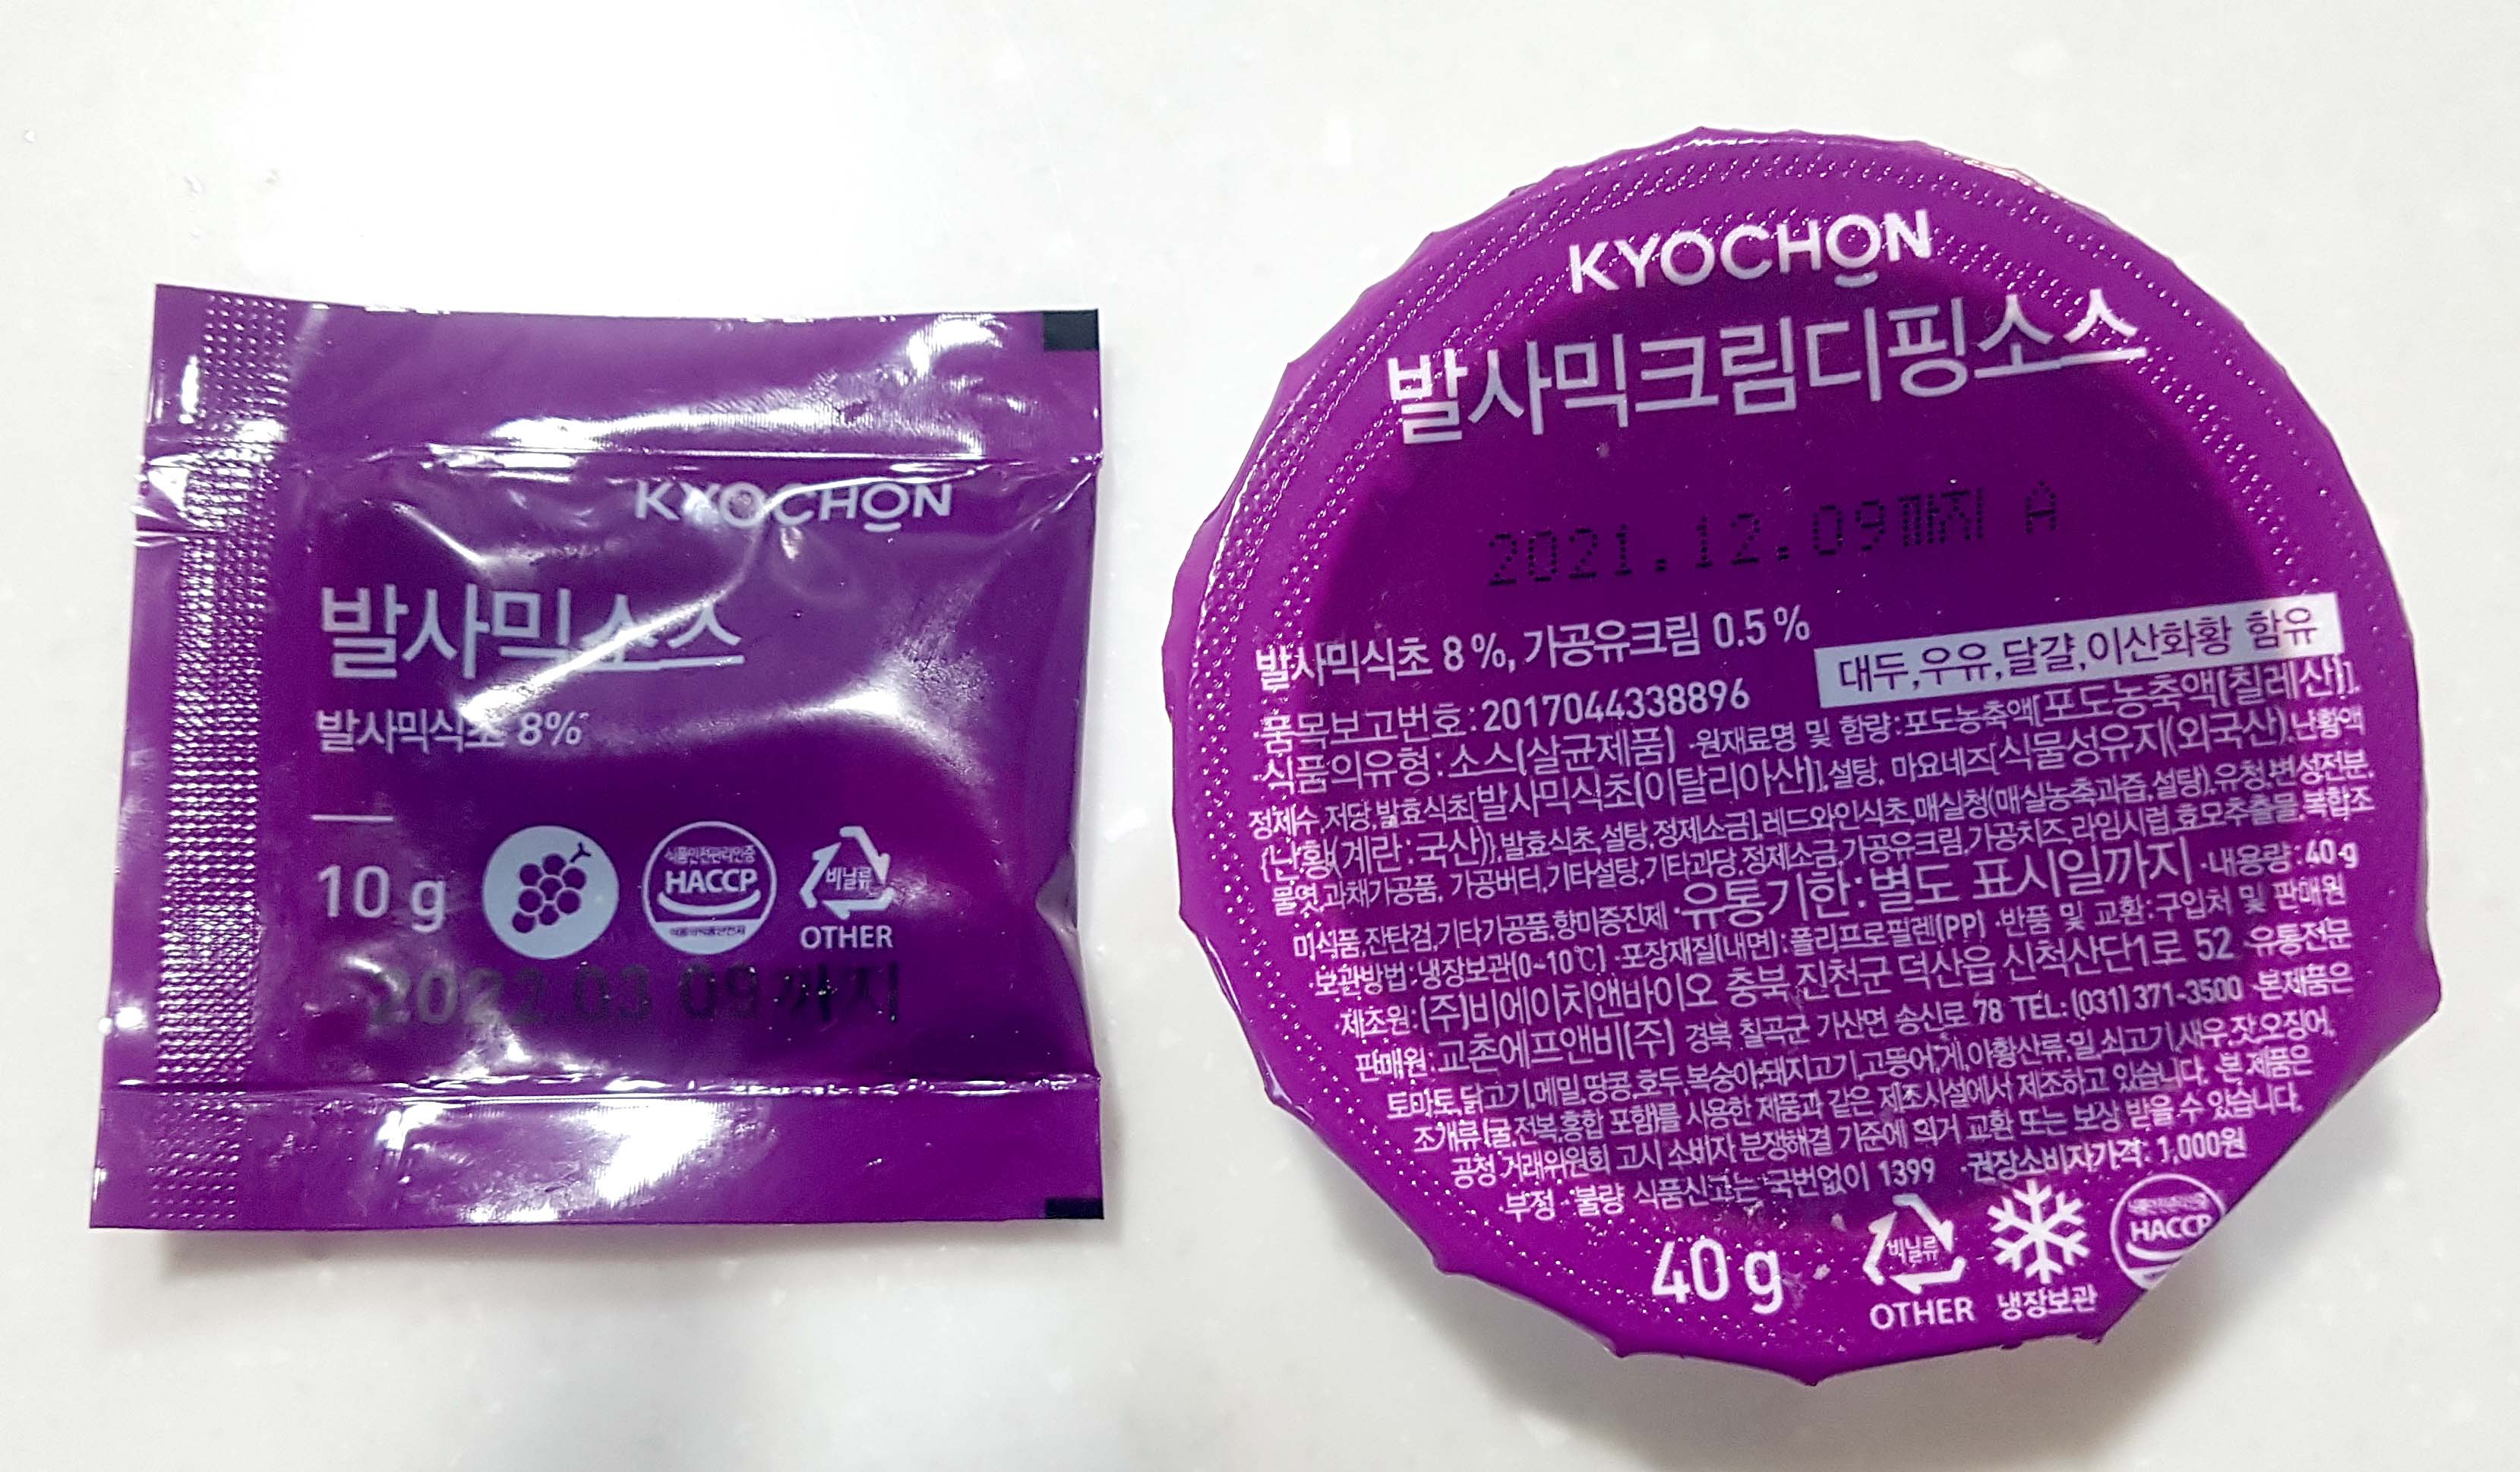 KYOCHON
발사믹소스
발사믹식초 8%
10 g
식품안전관리인증
HACCP
식품의약품안전처
비닐류
OTHER
2022.03 09까지
KYOCHON
발사믹크림디핑소스
2021.12.09까지 A
발사믹식초 8%, 가공유크림 0.5%
대두,우유,달걀,이산화황 함유
·품목보고번호:2017044338896
·식품의유형:소스(살균제품) ·원재료명 및 함량:포도농축액[포도농축액(칠레산)],
정제수,저당,발효식초[발사믹식초(이탈리아산)],설탕, 마요네즈[식물성유지(외국산),난황액
{난황(계란:국산)},발효식초,설탕,정제소금],레드와인식초,매실청(매실농축과즙,설탕),유청,변성전분,
물엿,과채가공품, 가공버터,기타설탕,기타과당,정제소금,가공유크림,가공치즈,라임시럽,효모추출물,복합조
미식품,잔탄검,기타가공품,향미증진제 ·유통기한:별도 표시일까지 ·내용량:40g
·보관방법:냉장보관(0~10℃) ·포장재질(내면):폴리프로필렌(PP) ·반품 및 교환:구입처 및 판매원
·제조원:(주)비에이치앤바이오 충북 진천군 덕산읍 신척산단1로 52 ·유통전문
판매원:교촌에프앤비(주) 경북 칠곡군 가산면 송신로 78 TEL:(031)371-3500 ·본제품은
토마토,닭고기,메밀,땅콩,호두,복숭아,돼지고기,고등어,게,아황산류,밀,쇠고기,새우,잣,오징어,
조개류(굴,전복,홍합 포함)를 사용한 제품과 같은 제조시설에서 제조하고 있습니다. ·본 제품은
공정 거래위원회 고시 소비자 분쟁해결 기준에 의거 교환 또는 보상 받을 수 있습니다.
·부정·불량 식품신고는 국번없이 1399 ·권장소비자가격: 1,000원
40 g
비닐류
OTHER
냉장보관
HACCP